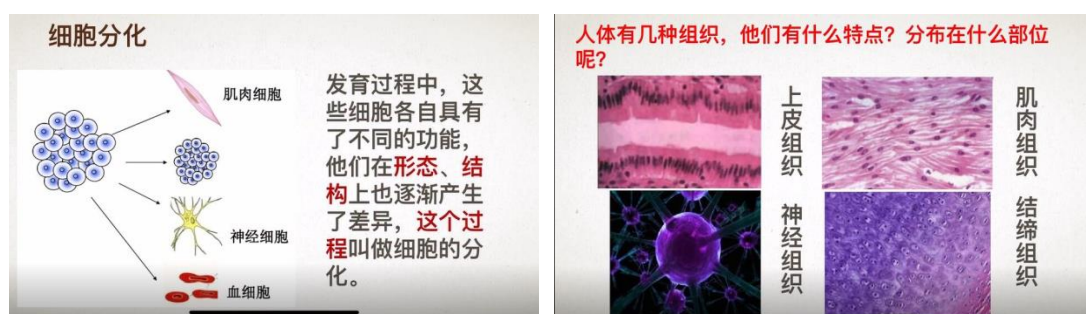 细胞分化
肌肉细胞
神经细胞
血细胞
发育过程中，这
些细胞各自具有
了不同的功能，
他们在形态、结
构上也逐渐产生
了差异，这个过
程叫做细胞的分
化。
人体有几种组织，他们有什么特点？分布在什么部位
呢？
上皮组织
肌肉组织
神经组织
结缔组织